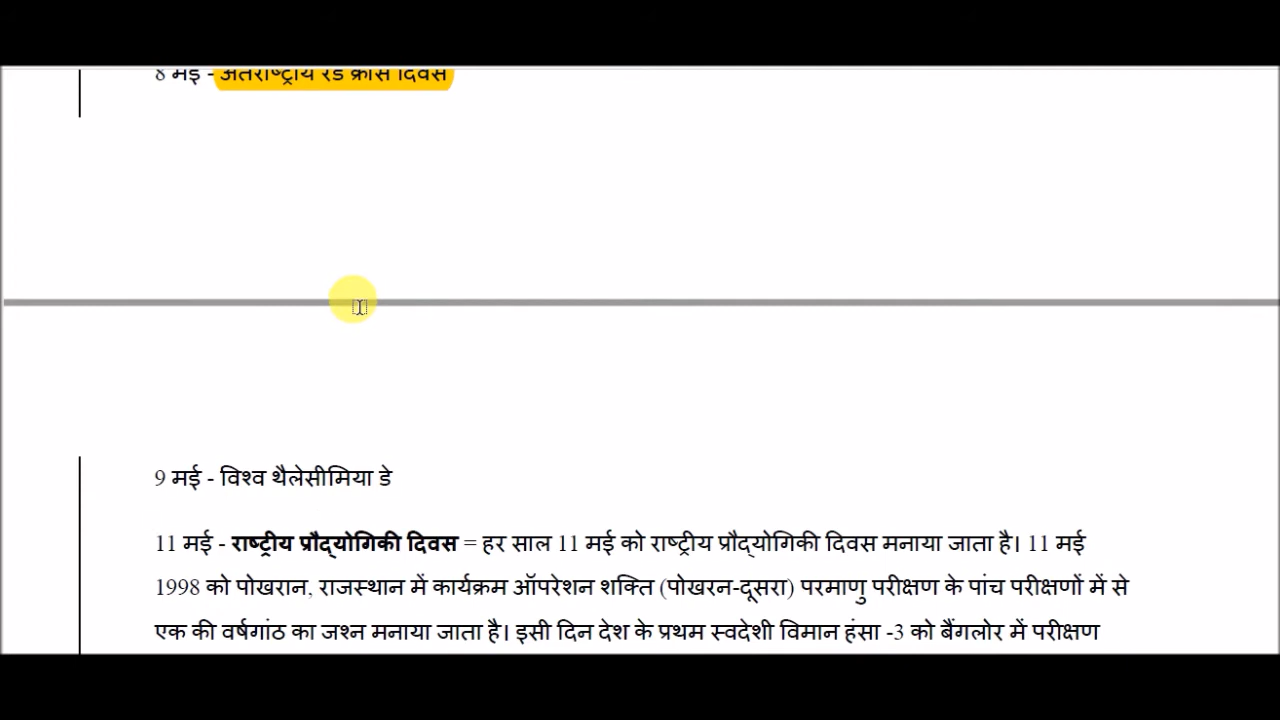 8 मई - अंतर्राष्ट्रीय रेड क्रॉस दिवस
9 मई - विश्व थैलेसीमिया डे
11 मई - राष्ट्रीय प्रौद्योगिकी दिवस = हर साल 11 मई को राष्ट्रीय प्रौद्योगिकी दिवस मनाया जाता है। 11 मई
1998 को पोखरान, राजस्थान में कार्यक्रम ऑपरेशन शक्ति (पोखरन-दूसरा) परमाणु परीक्षण के पांच परीक्षणों में से
एक की वर्षगांठ का जश्न मनाया जाता है। इसी दिन देश के प्रथम स्वदेशी विमान हंसा -3 को बैंगलोर में परीक्षण